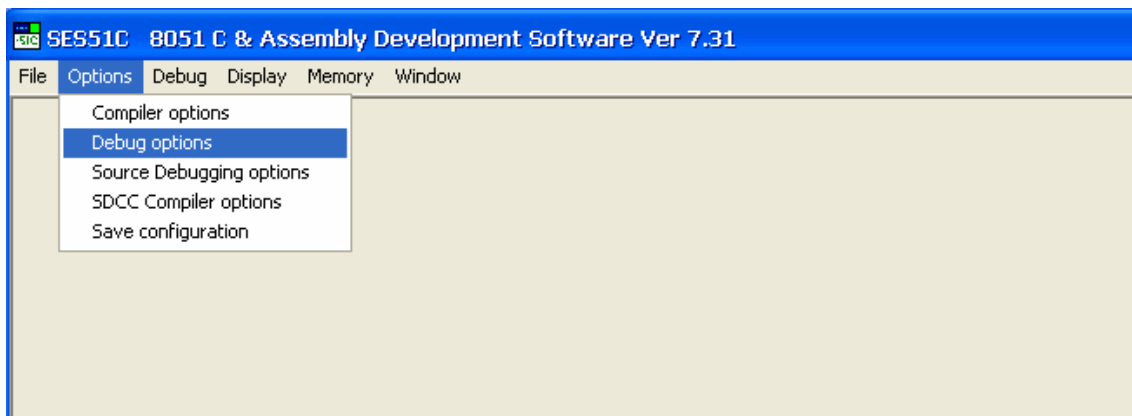 SES51C 8051 C & Assembly Development Software Ver 7.31
File Options Debug Display Memory Window
Compiler options
Debug options
Source Debugging options
SDCC Compiler options
Save configuration